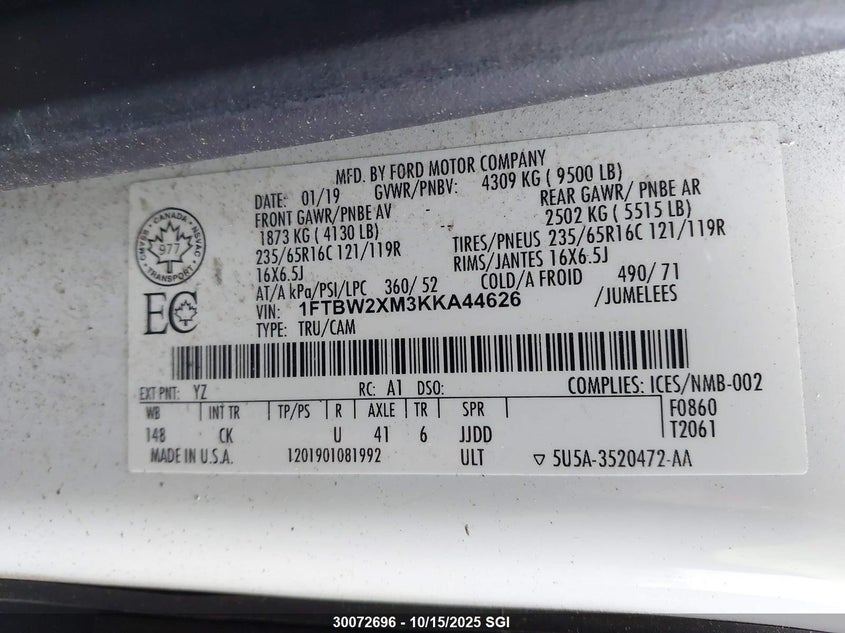 MFD. BY FORD MOTOR COMPANY
DATE: 01/19 GVWR/PNBV: 4309 KG ( 9500 LB)
FRONT GAWR/PNBE AV REAR GAWR/ PNBE AR
1873 KG ( 4130 LB) 2502 KG ( 5515 LB)
235/65R16C 121/119R TIRES/PNEUS 235/65R16C 121/119R
16X6.5J RIMS/JANTES 16X6.5J
AT/A kPa/PSI/LPC 360/ 52 COLD/A FROID 490/ 71
VIN: 1FTBW2XM3KKA44626 /JUMELEES
TYPE: TRU/CAM
CMVSS · CANADA · NSVAC
977
TRANSPORT
EC
EXT PNT: YZ RC: A1 DSO: COMPLIES: ICES/NMB-002
WB INT TR TP/PS R AXLE TR SPR F0860
148 CK U 41 6 JJDD T2061
MADE IN U.S.A. 1201901081992 ULT ▽ 5U5A-3520472-AA
30072696 - 10/15/2025 SGI